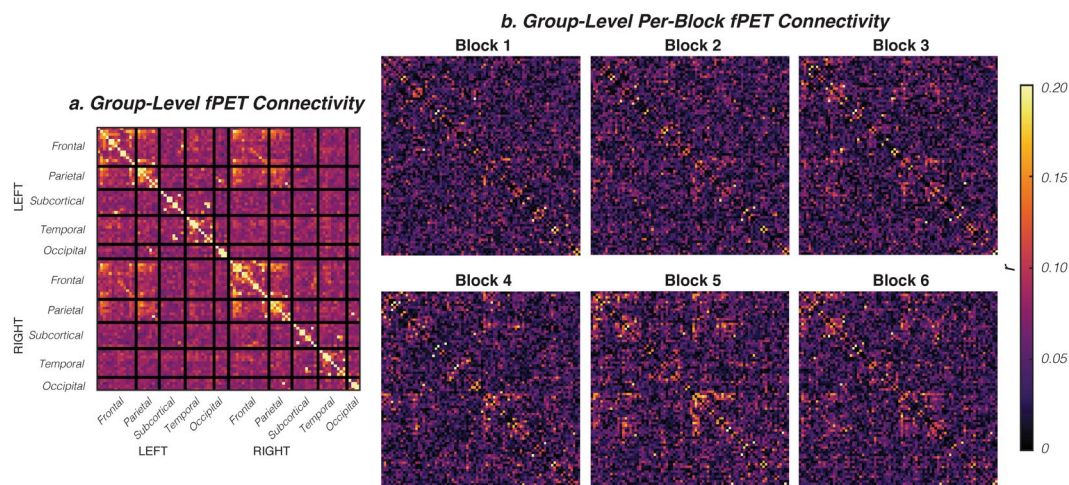 b. Group-Level Per-Block fPET Connectivity
Block 1
Block 2
Block 3
a. Group-Level fPET Connectivity
Frontal
Parietal
Subcortical
Temporal
Occipital
LEFT
Frontal
Parietal
Subcortical
Temporal
Occipital
RIGHT
Frontal
Parietal
Subcortical
Temporal
Occipital
Frontal
Parietal
Subcortical
Temporal
Occipital
LEFT
RIGHT
Block 4
Block 5
Block 6
0.20
0.15
0.10
0.05
0
r